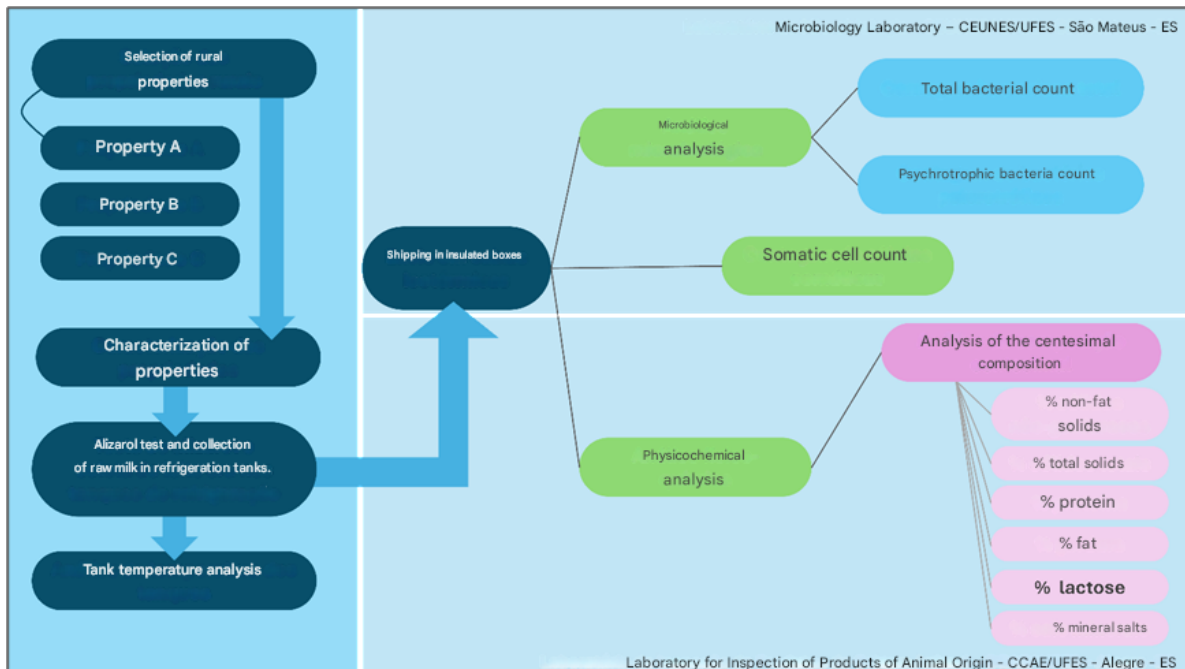 Microbiology Laboratory – CEUNES/UFES - São Mateus - ES
Selection of rural
properties
Property A
Property B
Property C
Characterization of
properties
Alizarol test and collection
of raw milk in refrigeration tanks.
Tank temperature analysis
Shipping in insulated boxes
Microbiological
analysis
Total bacterial count
Psychrotrophic bacteria count
Somatic cell count
Physicochemical
analysis
Analysis of the centesimal
composition
% non-fat
solids
% total solids
% protein
% fat
% lactose
% mineral salts
Laboratory for Inspection of Products of Animal Origin - CCAE/UFES - Alegre - ES